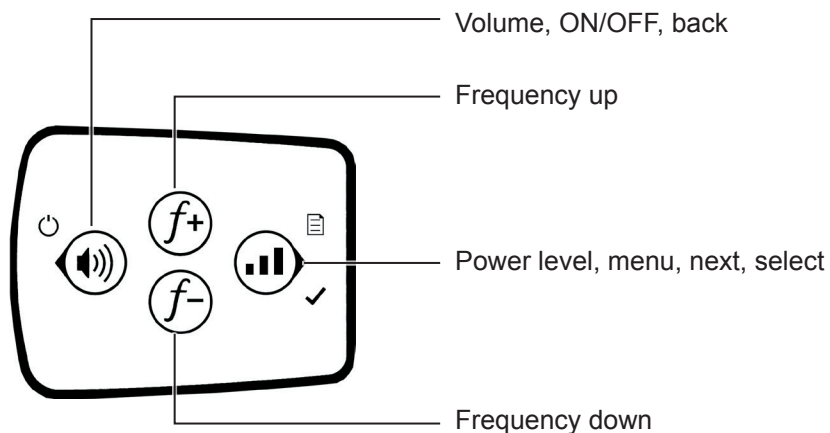 Volume, ON/OFF, back
Frequency up
f+
f–
Power level, menu, next, select
Frequency down